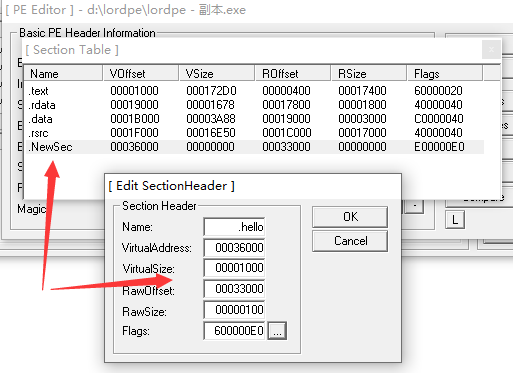 [ PE Editor ] - d:\lordpe\lordpe - 副本.exe
Basic PE Header Information
[ Section Table ]
Name VOffset VSize ROffset RSize Flags
.text 00001000 000172D0 00000400 00017400 60000020
.rdata 00019000 00001678 00017800 00001800 40000040
.data 0001B000 00003A88 00019000 00003000 C0000040
.rsrc 0001F000 00016E50 0001C000 00017000 40000040
.NewSec 00036000 00000000 00033000 00000000 E00000E0
Magic
-
L
[ Edit SectionHeader ]
Section Header
Name: .hello
OK
VirtualAddress: 00036000
Cancel
VirtualSize: 00001000
RawOffset: 00033000
RawSize: 00000100
Flags: 600000E0 ...